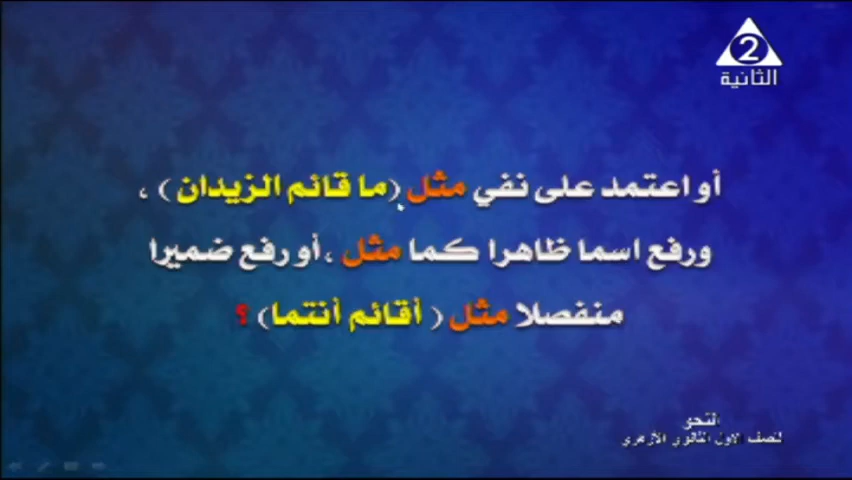 2
الثانية
أو اعتمد على نفي مثل (ما قائم الزيدان) ،
ورفع اسما ظاهرا كما مثل ، أو رفع ضميرا
منفصلا مثل ( أقائم أنتما) ؟
النحو
للصف الاول الثانوي الأزهري